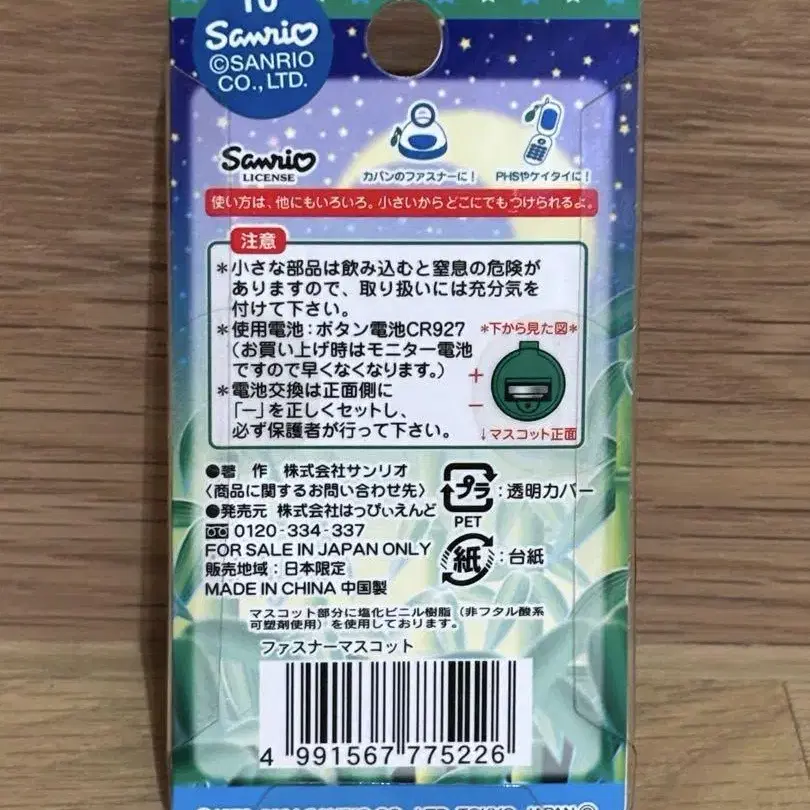 10
Sanrio
©SANRIO
CO., LTD.
Sanrio
LICENSE
カバンのファスナーに!
PHSやケイタイに!
使い方は、他にもいろいろ。小さいからどこにでもつけられるよ。
注意
*小さな部品は飲み込むと窒息の危険が
ありますので、取り扱いには充分気を
付けて下さい。
*使用電池:ボタン電池CR927
(お買い上げ時はモニター電池
ですので早くなくなります。)
*電池交換は正面側に
「−」を正しくセットし、
必ず保護者が行って下さい。
*下から見た図*
+
−
↓マスコット正面
●著 作 株式会社サンリオ
〈商品に関するお問い合わせ先〉
●発売元 株式会社はっぴぃえんど
0120-334-337
FOR SALE IN JAPAN ONLY
販売地域:日本限定
MADE IN CHINA 中国製
プラ:透明カバー
PET
紙:台紙
マスコット部分に塩化ビニル樹脂(非フタル酸系
可塑剤使用)を使用しております。
ファスナーマスコット
4 991567 775226